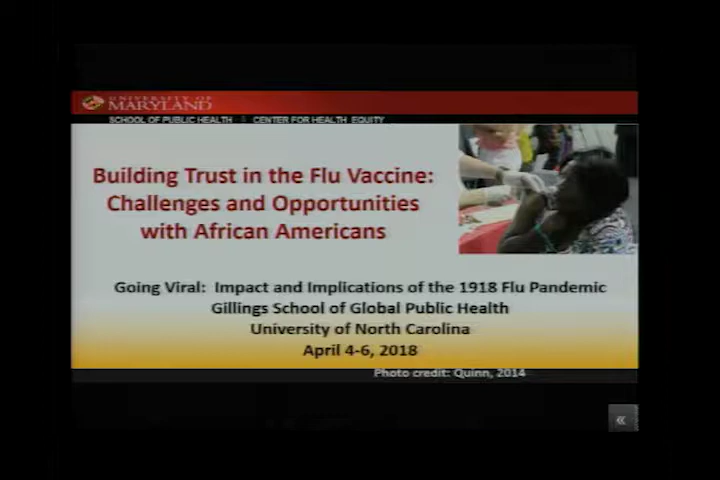 UNIVERSITY OF
MARYLAND
SCHOOL OF PUBLIC HEALTH & CENTER FOR HEALTH EQUITY
Building Trust in the Flu Vaccine:
Challenges and Opportunities
with African Americans
Going Viral: Impact and Implications of the 1918 Flu Pandemic
Gillings School of Global Public Health
University of North Carolina
April 4-6, 2018
Photo credit: Quinn, 2014